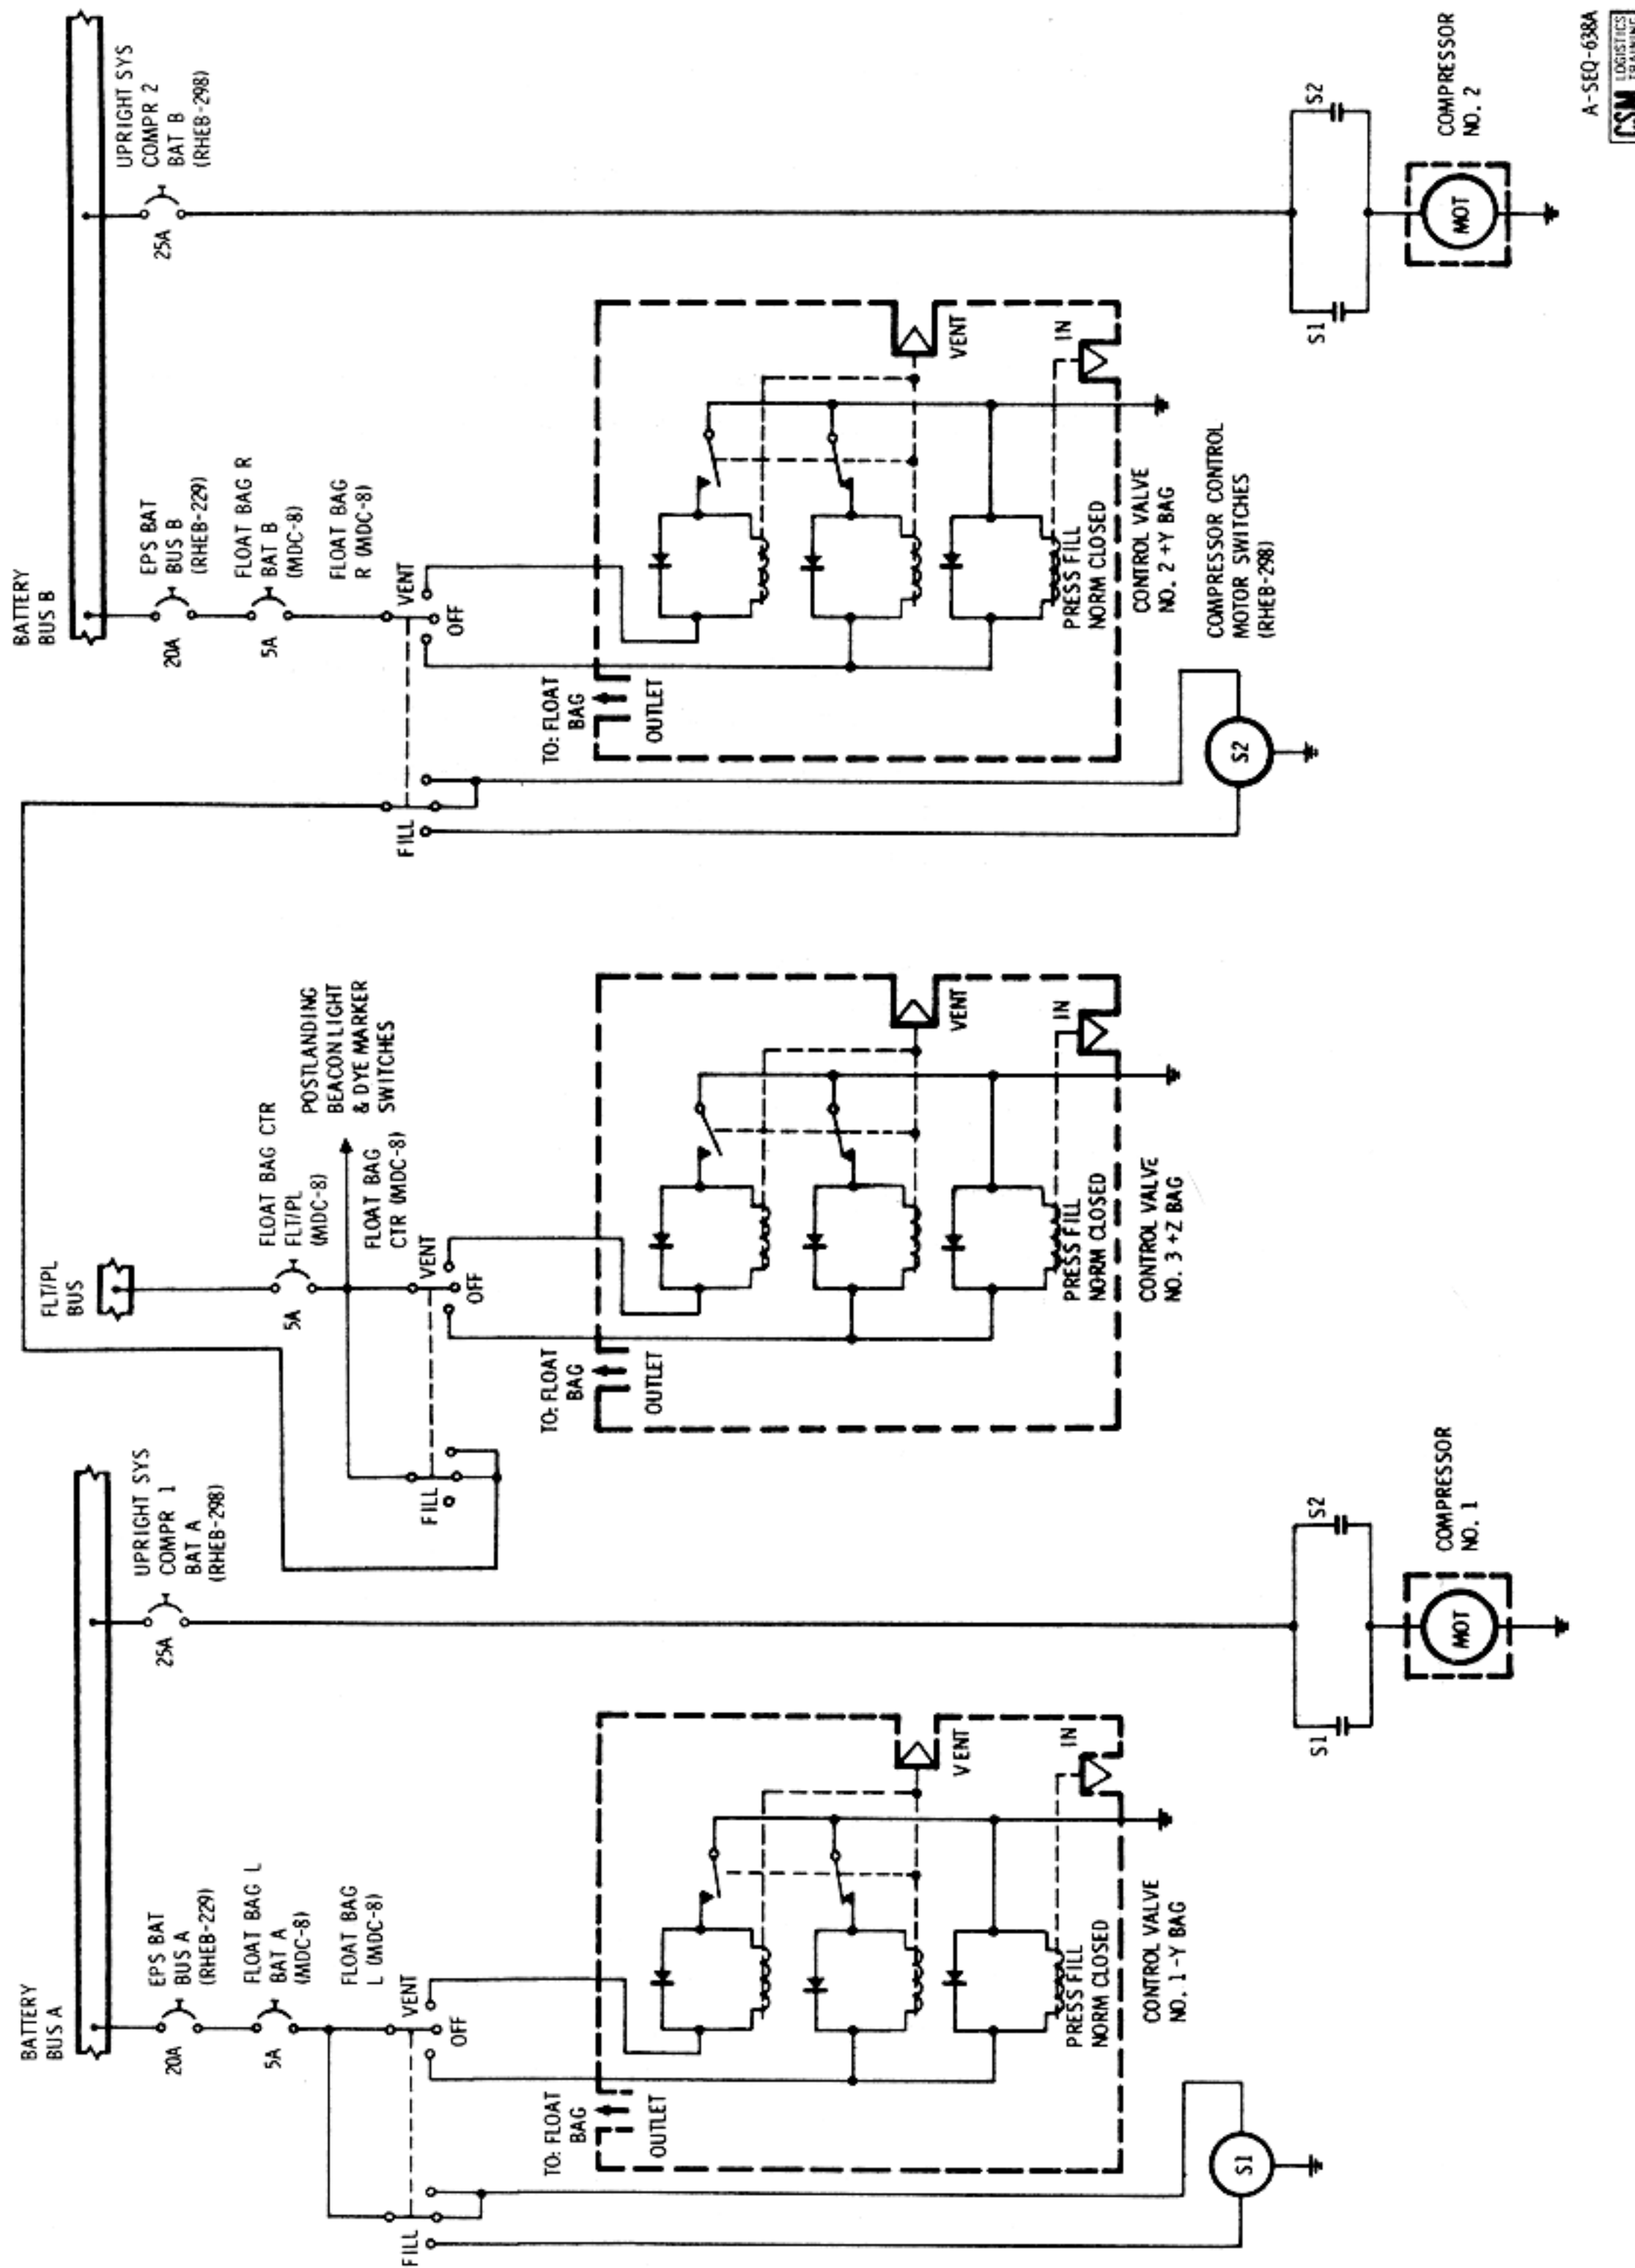 BATTERY
BUS A
EPS BAT
BUS A
(RHEB-229)
20A
FLOAT BAG L
BAT A
(MDC-8)
5A
FLOAT BAG
L (MDC-8)
VENT
OFF
FILL
UPRIGHT SYS
COMPR 1
BAT A
(RHEB-298)
25A
TO: FLOAT
BAG
OUTLET
VENT
IN
PRESS FILL
NORM CLOSED
CONTROL VALVE
NO. 1 -Y BAG
S1
S1
S2
MOT
COMPRESSOR
NO. 1
FLT/PL
BUS
FLOAT BAG CTR
FLT/PL
(MDC-8)
5A
POSTLANDING
BEACON LIGHT
& DYE MARKER
SWITCHES
FLOAT BAG
CTR (MDC-8)
VENT
OFF
FILL
TO: FLOAT
BAG
OUTLET
VENT
IN
PRESS FILL
NORM CLOSED
CONTROL VALVE
NO. 3 +Z BAG
BATTERY
BUS B
EPS BAT
BUS B
(RHEB-229)
20A
FLOAT BAG R
BAT B
(MDC-8)
5A
FLOAT BAG
R (MDC-8)
VENT
OFF
FILL
UPRIGHT SYS
COMPR 2
BAT B
(RHEB-298)
25A
TO: FLOAT
BAG
OUTLET
VENT
IN
PRESS FILL
NORM CLOSED
CONTROL VALVE
NO. 2 +Y BAG
COMPRESSOR CONTROL
MOTOR SWITCHES
(RHEB-298)
S2
S1
S2
MOT
COMPRESSOR
NO. 2
A-SEQ-638A
CSM LOGISTICS
TRAINING